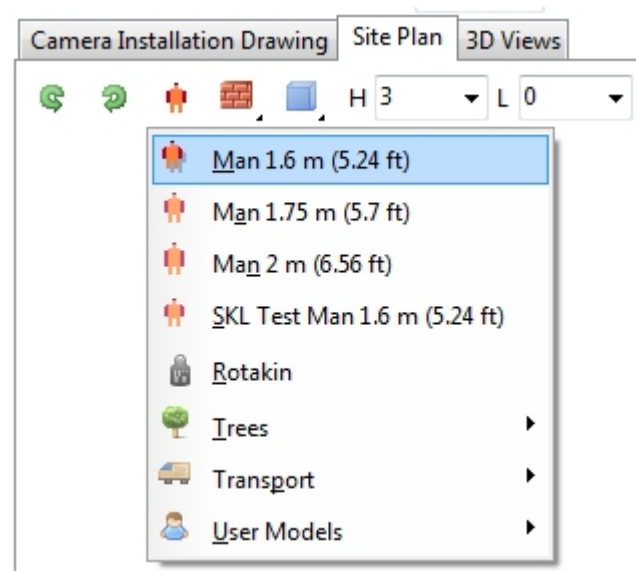 Camera Installation Drawing Site Plan 3D Views
H 3 L 0
Man 1.6 m (5.24 ft)
Man 1.75 m (5.7 ft)
Man 2 m (6.56 ft)
SKL Test Man 1.6 m (5.24 ft)
Rotakin
Trees
Transport
User Models